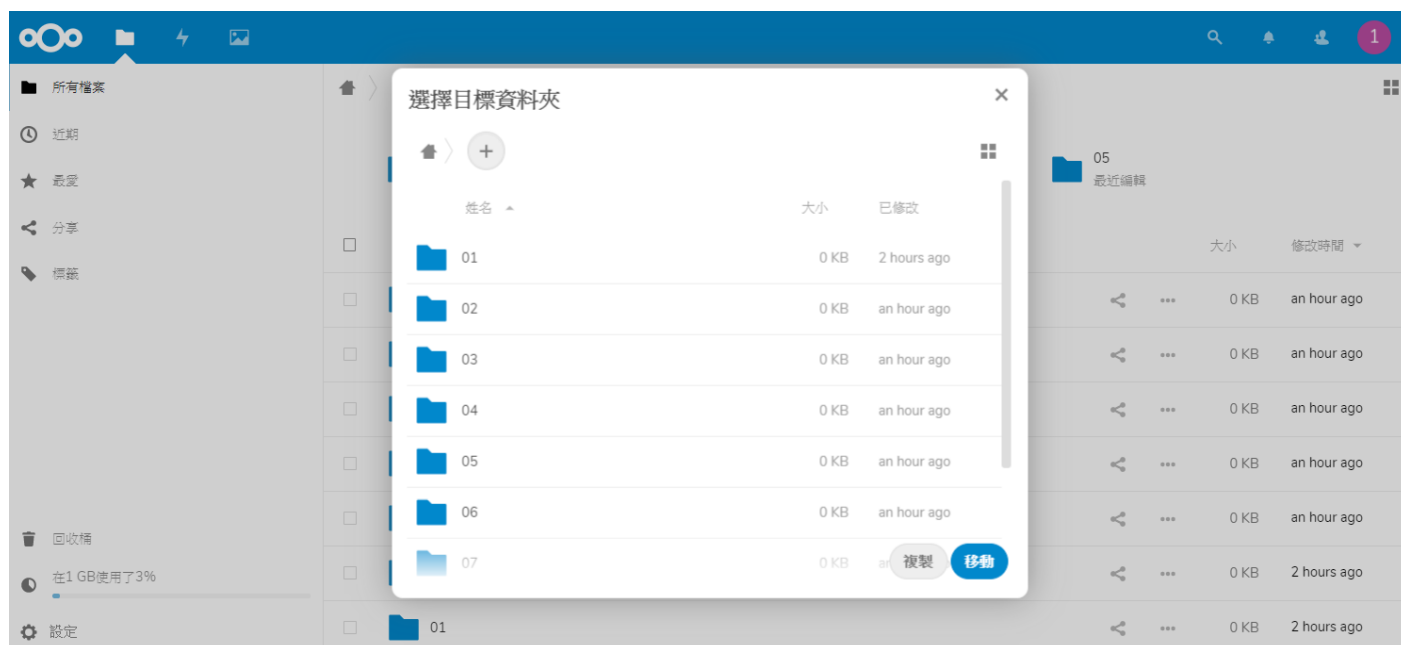 1
所有檔案
近期
最愛
分享
標籤
回收桶
在1 GB使用了3%
設定
選擇目標資料夾
姓名 大小 已修改
01 0 KB 2 hours ago
02 0 KB an hour ago
03 0 KB an hour ago
04 0 KB an hour ago
05 0 KB an hour ago
06 0 KB an hour ago
07 0 KB
複製 移動
05
最近編輯
大小 修改時間
0 KB an hour ago
0 KB an hour ago
0 KB an hour ago
0 KB an hour ago
0 KB an hour ago
0 KB 2 hours ago
01 0 KB 2 hours ago